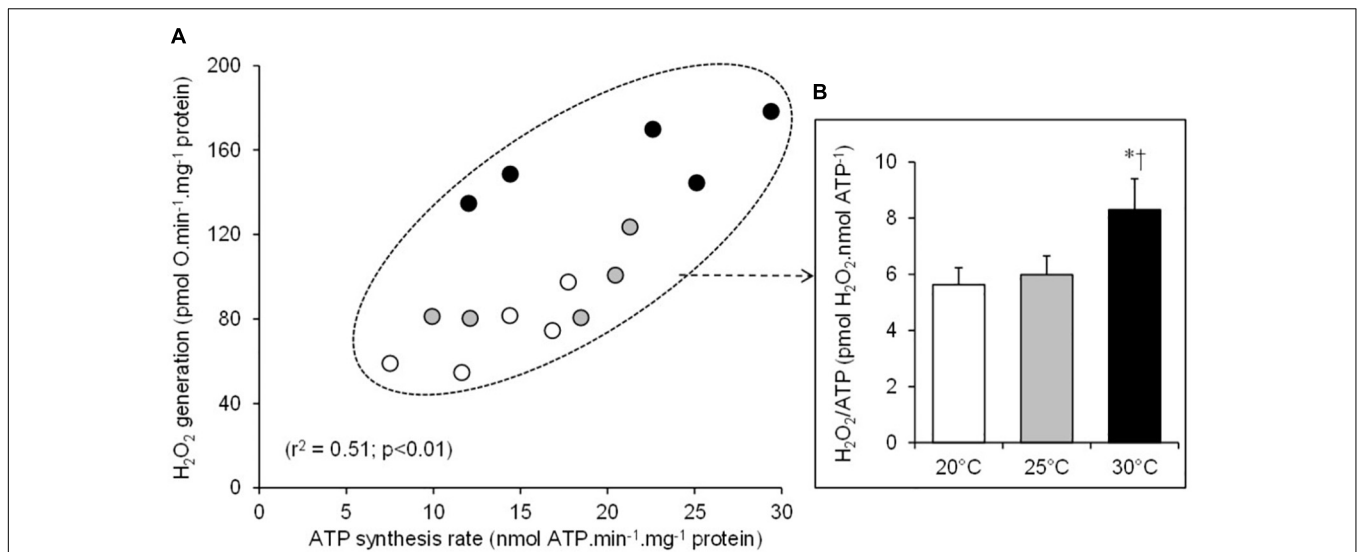 A
H₂O₂ generation (pmol O.min⁻¹.mg⁻¹ protein)
200
160
120
80
40
0
(r² = 0.51; p<0.01)
0 5 10 15 20 25 30
ATP synthesis rate (nmol ATP.min⁻¹.mg⁻¹ protein)
B
H₂O₂/ATP (pmol H₂O₂.nmol ATP⁻¹)
10
8
6
4
2
0
*†
20°C 25°C 30°C